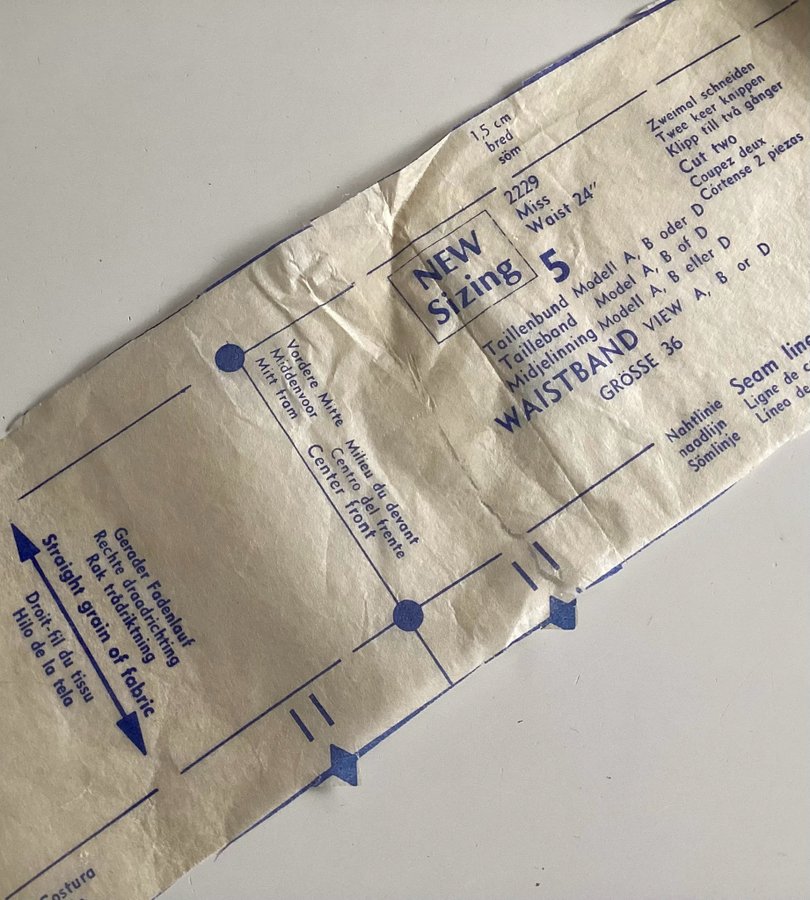 1,5 cm
bred
söm
Zweimal schneiden
Twee keer knippen
Klipp till två gånger
Cut two
Coupez deux
Córtense 2 piezas
2229
Miss
Waist 24"
NEW
Sizing
5
Taillenbund Modell A, B oder D
Tailleband Model A, B of D
Midjelinning Modell A, B eller D
WAISTBAND VIEW A, B or D
GRÖSSE 36
Nahtlinie
naadlijn
Sömlinje
Seam line
Ligne de
Línea de
Vordere Mitte
Middenvoor
Mitt fram
Milieu du devant
Centro del frente
Center front
Gerader Fadenlauf
Rechte draadrichting
Rak trådriktning
Straight grain of fabric
Droit-fil du tissu
Hilo de la tela
Costura